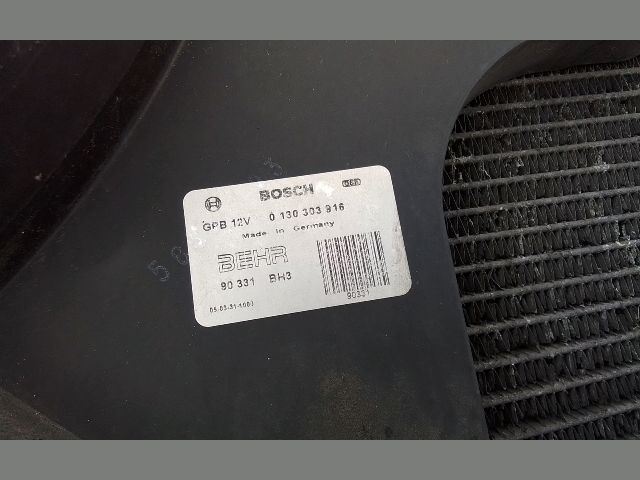 BOSCH
GPB 12V 0 130 303 916
Made in Germany
BEHR
90 331 BH3
90331